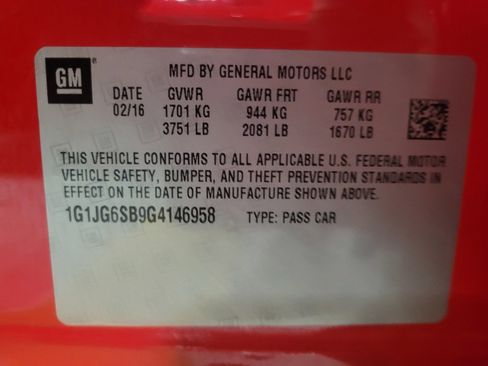 GM
MFD BY GENERAL MOTORS LLC
DATE GVWR GAWR FRT GAWR RR
02/16 1701 KG 944 KG 757 KG
3751 LB 2081 LB 1670 LB
THIS VEHICLE CONFORMS TO ALL APPLICABLE U.S. FEDERAL MOTOR
VEHICLE SAFETY, BUMPER, AND THEFT PREVENTION STANDARDS IN
EFFECT ON THE DATE OF MANUFACTURE SHOWN ABOVE.
1G1JG6SB9G4146958 TYPE: PASS CAR